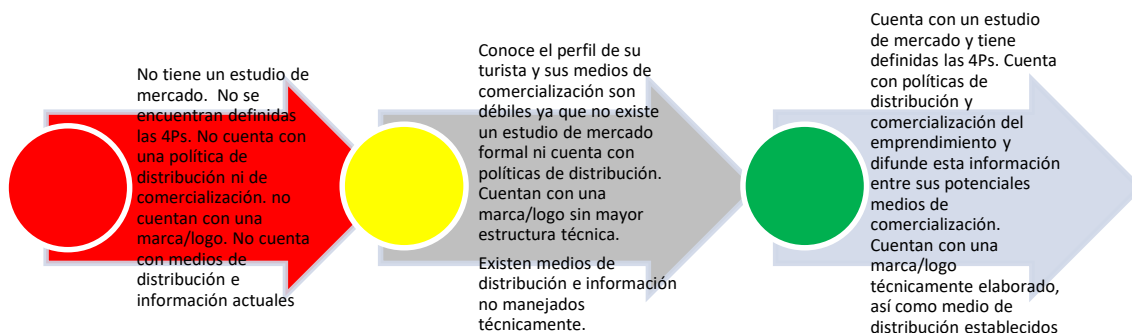 No tiene un estudio de
mercado. No se
encuentran definidas
las 4Ps. No cuenta con
una política de
distribución ni de
comercialización. no
cuentan con una
marca/logo. No cuenta
con medios de
distribución e
información actuales
Conoce el perfil de su
turista y sus medios de
comercialización son
débiles ya que no existe
un estudio de mercado
formal ni cuenta con
políticas de distribución.
Cuentan con una
marca/logo sin mayor
estructura técnica.
Existen medios de
distribución e información
no manejados
técnicamente.
Cuenta con un estudio
de mercado y tiene
definidas las 4Ps. Cuenta
con políticas de
distribución y
comercialización del
emprendimiento y
difunde esta información
entre sus potenciales
medios de
comercialización.
Cuentan con una
marca/logo
técnicamente elaborado,
así como medio de
distribución establecidos